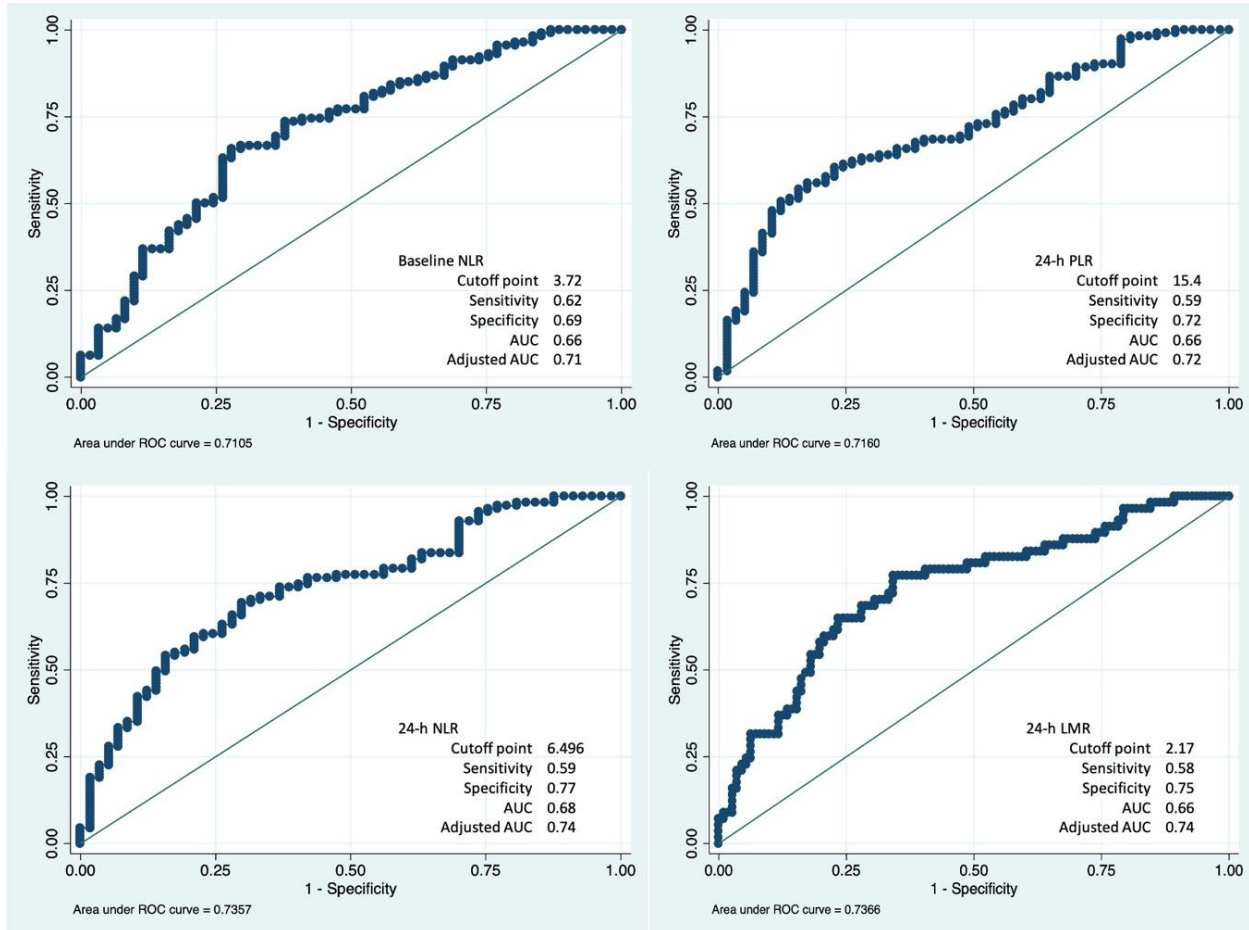 1.00
0.75
0.50
0.25
0.00
Sensitivity
Baseline NLR
Cutoff point 3.72
Sensitivity 0.62
Specificity 0.69
AUC 0.66
Adjusted AUC 0.71
0.00 0.25 0.50 0.75 1.00
1 - Specificity
Area under ROC curve = 0.7105
1.00
0.75
0.50
0.25
0.00
Sensitivity
24-h PLR
Cutoff point 15.4
Sensitivity 0.59
Specificity 0.72
AUC 0.66
Adjusted AUC 0.72
0.00 0.25 0.50 0.75 1.00
1 - Specificity
Area under ROC curve = 0.7160
1.00
0.75
0.50
0.25
0.00
Sensitivity
24-h NLR
Cutoff point 6.496
Sensitivity 0.59
Specificity 0.77
AUC 0.68
Adjusted AUC 0.74
0.00 0.25 0.50 0.75 1.00
1 - Specificity
Area under ROC curve = 0.7357
1.00
0.75
0.50
0.25
0.00
Sensitivity
24-h LMR
Cutoff point 2.17
Sensitivity 0.58
Specificity 0.75
AUC 0.66
Adjusted AUC 0.74
0.00 0.25 0.50 0.75 1.00
1 - Specificity
Area under ROC curve = 0.7366